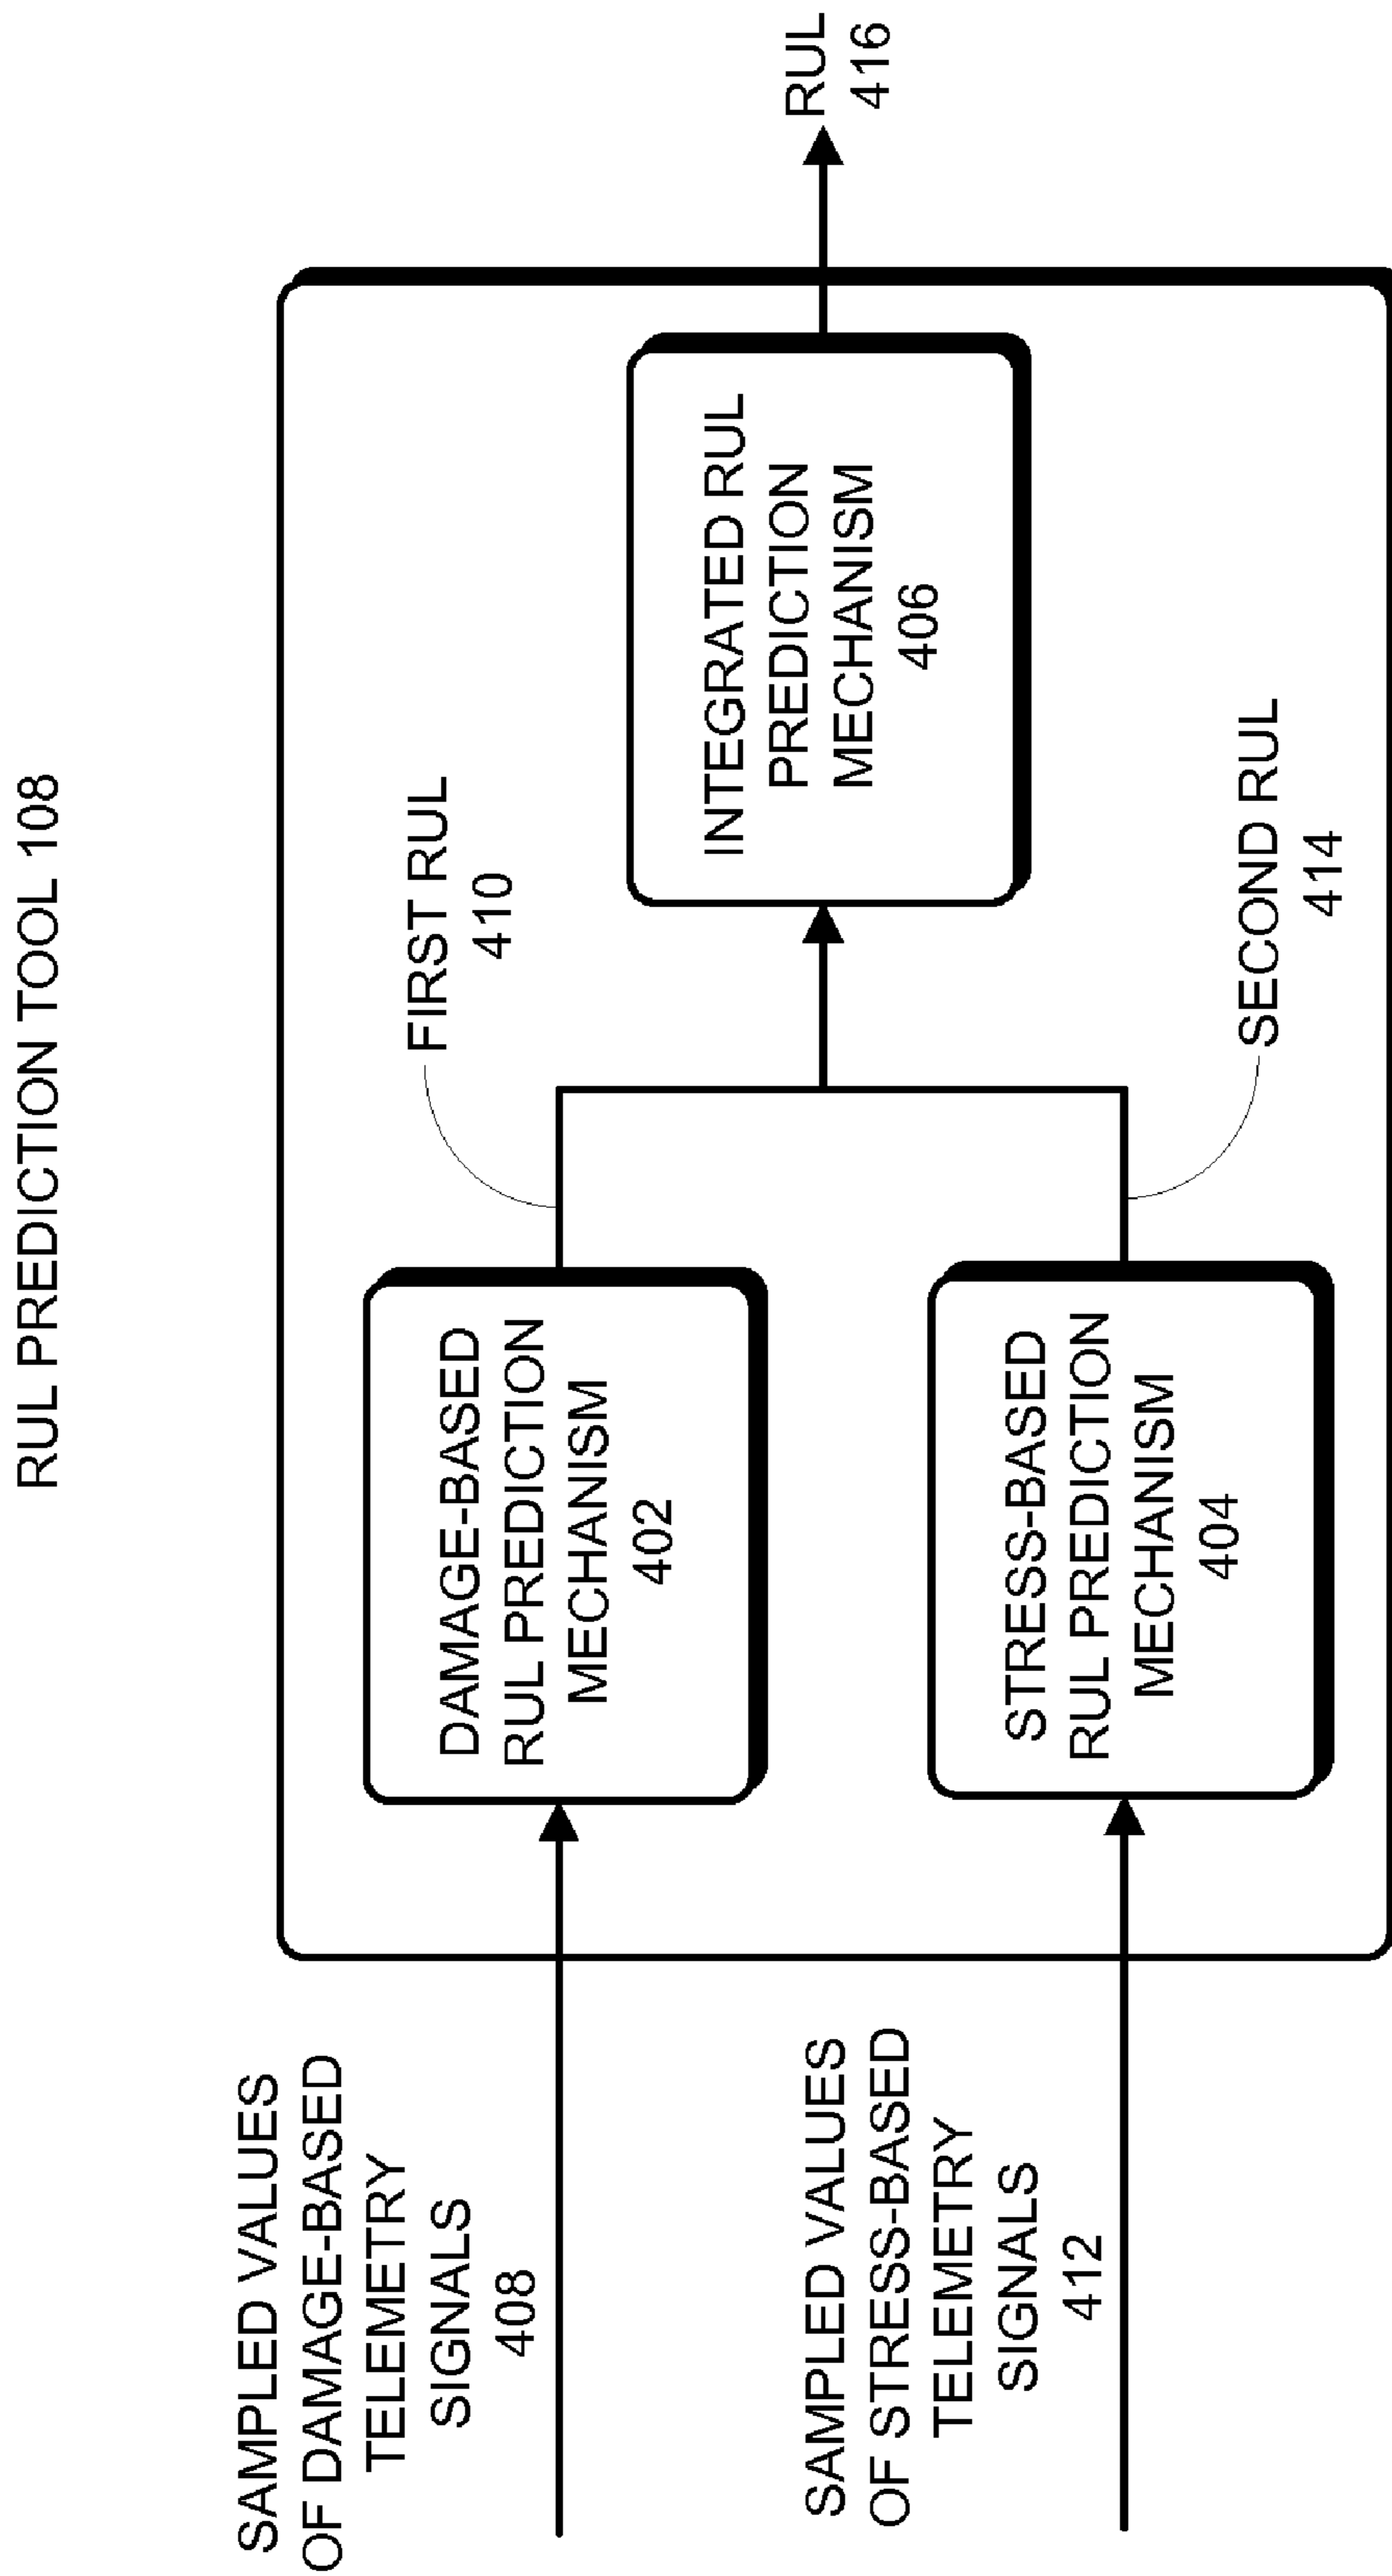 RUL PREDICTION TOOL 108
SAMPLED VALUES
OF DAMAGE-BASED
TELEMETRY
SIGNALS
408
DAMAGE-BASED
RUL PREDICTION
MECHANISM
402
FIRST RUL
410
SAMPLED VALUES
OF STRESS-BASED
TELEMETRY
SIGNALS
412
STRESS-BASED
RUL PREDICTION
MECHANISM
404
SECOND RUL
414
INTEGRATED RUL
PREDICTION
MECHANISM
406
RUL
416